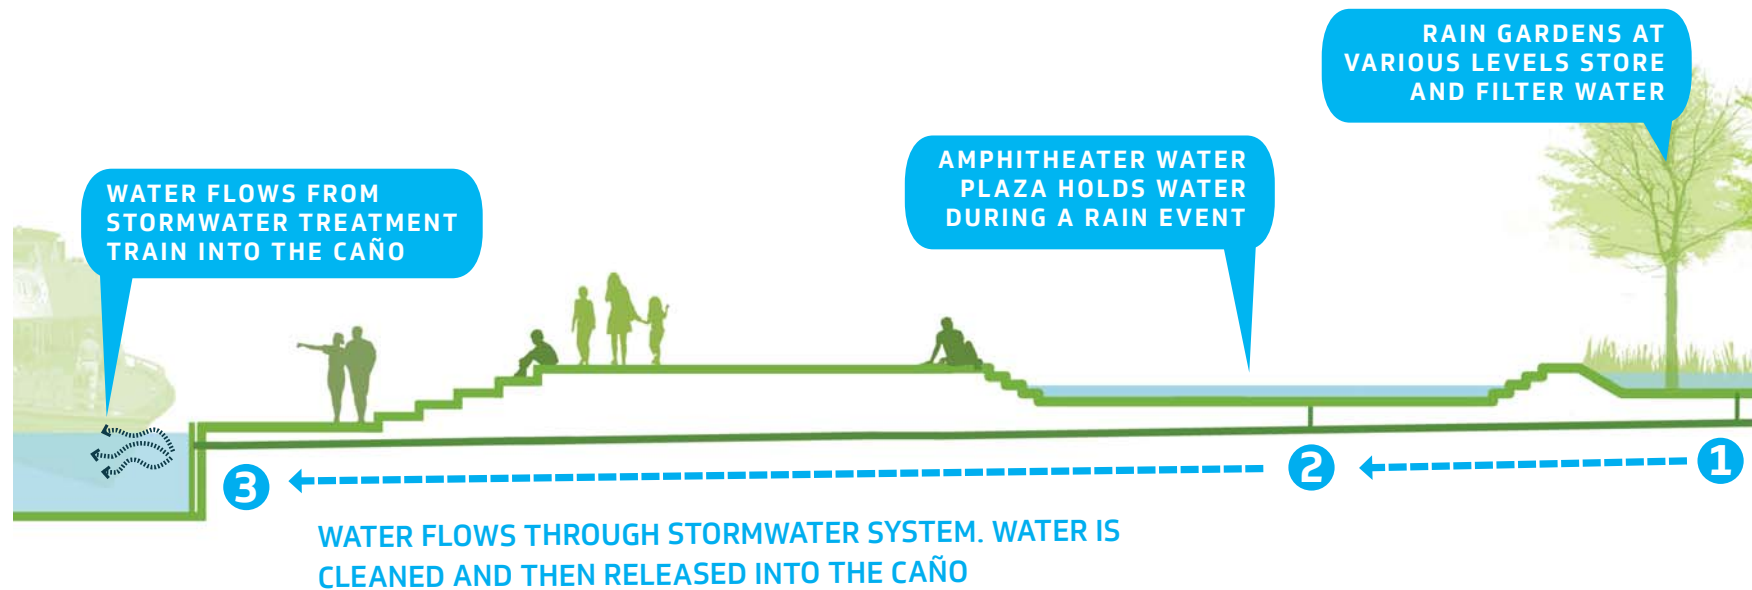 RAIN GARDENS AT
VARIOUS LEVELS STORE
AND FILTER WATER
AMPHITHEATER WATER
PLAZA HOLDS WATER
DURING A RAIN EVENT
WATER FLOWS FROM
STORMWATER TREATMENT
TRAIN INTO THE CAÑO
3
2
1
WATER FLOWS THROUGH STORMWATER SYSTEM. WATER IS
CLEANED AND THEN RELEASED INTO THE CAÑO